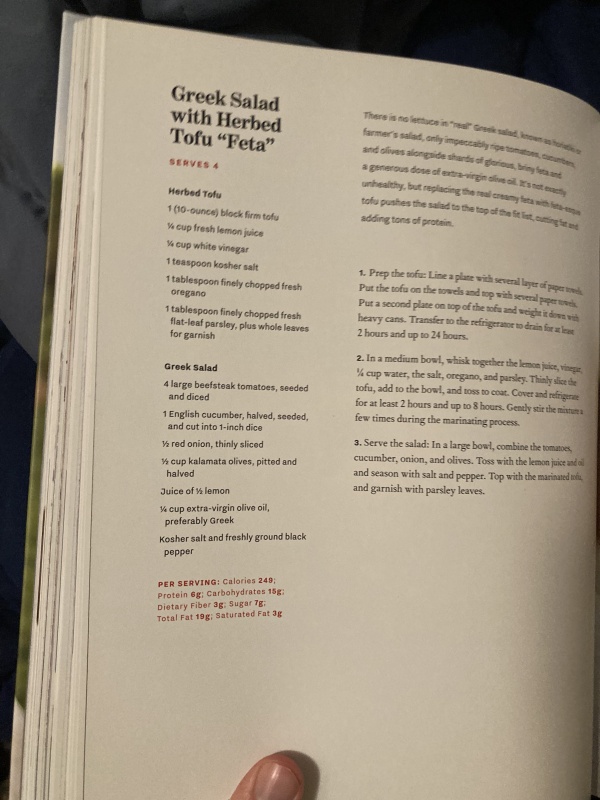 Greek Salad
with Herbed
Tofu “Feta”
SERVES 4
Herbed Tofu
1 (10-ounce) block firm tofu
¼ cup fresh lemon juice
¼ cup white vinegar
1 teaspoon kosher salt
1 tablespoon finely chopped fresh
oregano
1 tablespoon finely chopped fresh
flat-leaf parsley, plus whole leaves
for garnish
Greek Salad
4 large beefsteak tomatoes, seeded
and diced
1 English cucumber, halved, seeded,
and cut into 1-inch dice
½ red onion, thinly sliced
½ cup kalamata olives, pitted and
halved
Juice of ½ lemon
¼ cup extra-virgin olive oil,
preferably Greek
Kosher salt and freshly ground black
pepper
PER SERVING: Calories 249;
Protein 6g; Carbohydrates 15g;
Dietary Fiber 3g; Sugar 7g;
Total Fat 19g; Saturated Fat 3g
There is no lettuce in “real” Greek salad, known as
farmer’s salad, only impeccably ripe tomatoes, cucumbers,
and olives alongside shards of glorious, briny feta and
a generous dose of extra-virgin olive oil. It’s not exactly
unhealthy, but replacing the real creamy feta with feta-esque
tofu pushes the salad to the top of the fit list, cutting fat and
adding tons of protein.
1. Prep the tofu: Line a plate with several layer of paper towels.
Put the tofu on the towels and top with several paper towels.
Put a second plate on top of the tofu and weight it down with
heavy cans. Transfer to the refrigerator to drain for at least
2 hours and up to 24 hours.
2. In a medium bowl, whisk together the lemon juice, vinegar,
¼ cup water, the salt, oregano, and parsley. Thinly slice the
tofu, add to the bowl, and toss to coat. Cover and refrigerate
for at least 2 hours and up to 8 hours. Gently stir the mixture a
few times during the marinating process.
3. Serve the salad: In a large bowl, combine the tomatoes,
cucumber, onion, and olives. Toss with the lemon juice and oil
and season with salt and pepper. Top with the marinated tofu,
and garnish with parsley leaves.